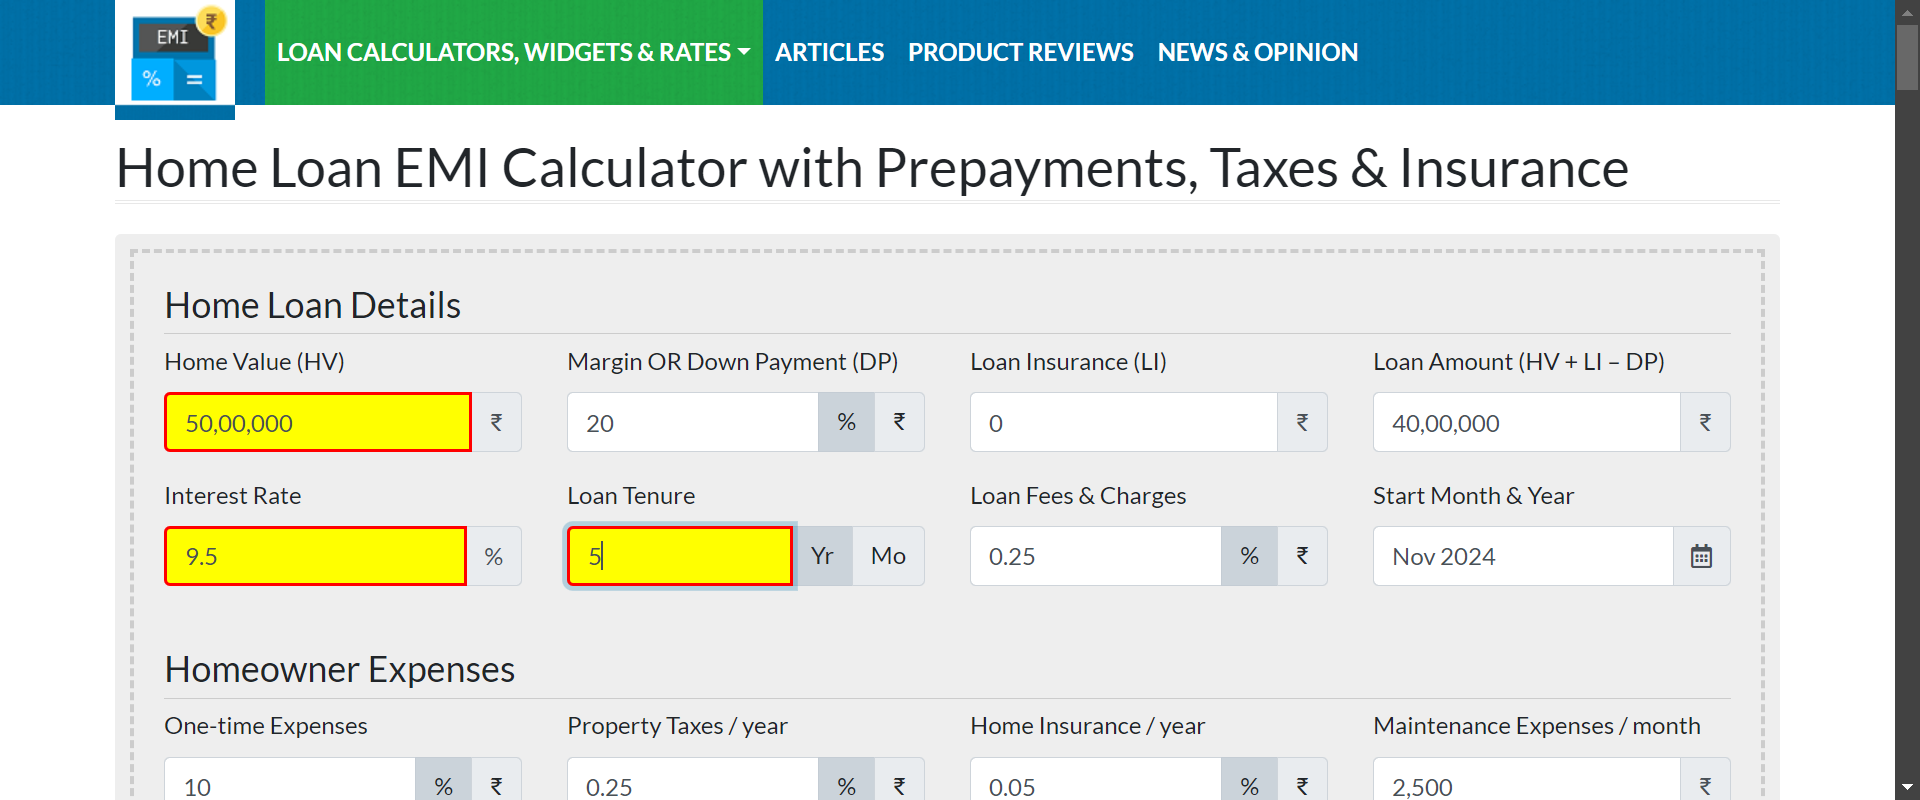 EMI
₹
%
=
LOAN CALCULATORS, WIDGETS & RATES
ARTICLES
PRODUCT REVIEWS
NEWS & OPINION
Home Loan EMI Calculator with Prepayments, Taxes & Insurance
Home Loan Details
Home Value (HV)
Margin OR Down Payment (DP)
Loan Insurance (LI)
Loan Amount (HV + LI – DP)
50,00,000 ₹
20 % ₹
0 ₹
40,00,000 ₹
Interest Rate
Loan Tenure
Loan Fees & Charges
Start Month & Year
9.5 %
5 Yr Mo
0.25 % ₹
Nov 2024
Homeowner Expenses
One-time Expenses
Property Taxes / year
Home Insurance / year
Maintenance Expenses / month
10 % ₹
0.25 % ₹
0.05 % ₹
2,500 ₹